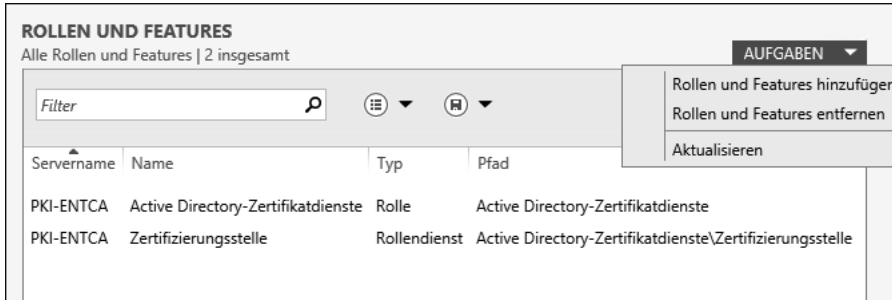 ROLLEN UND FEATURES
Alle Rollen und Features | 2 insgesamt
AUFGABEN
Rollen und Features hinzufügen
Rollen und Features entfernen
Aktualisieren
Filter
Servername Name Typ Pfad
PKI-ENTCA Active Directory-Zertifikatdienste Rolle Active Directory-Zertifikatdienste
PKI-ENTCA Zertifizierungsstelle Rollendienst Active Directory-Zertifikatdienste\Zertifizierungsstelle